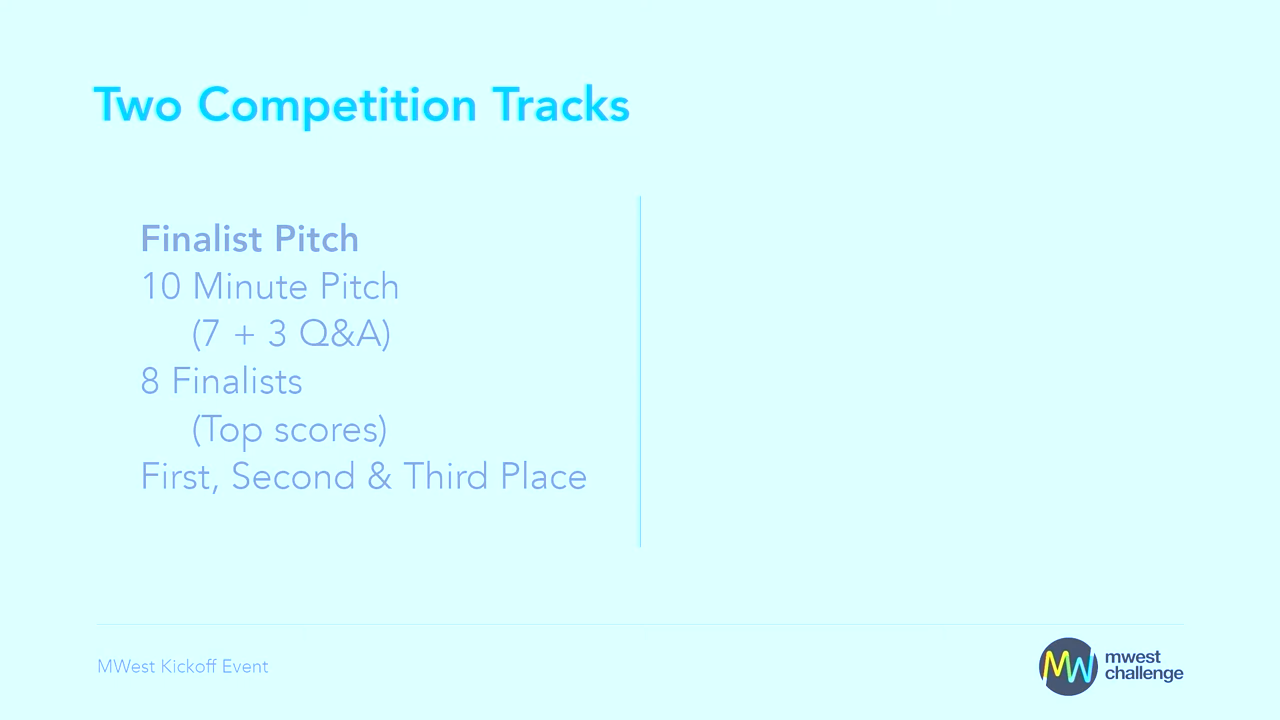 Two Competition Tracks
Finalist Pitch
10 Minute Pitch
(7 + 3 Q&A)
8 Finalists
(Top scores)
First, Second & Third Place
MWest Kickoff Event
MW
mwest
challenge